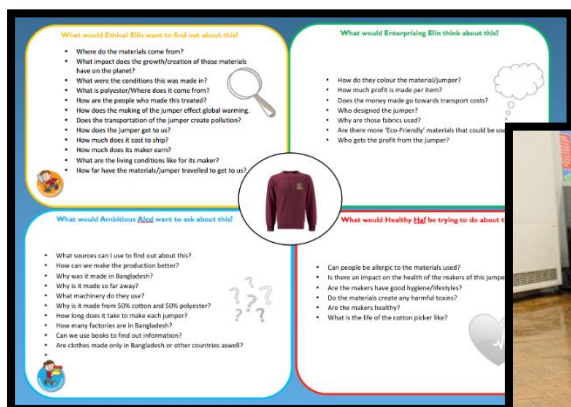 What would Ethical Elis want to find out about this?
Where do the materials come from?
What impact does the growth/creation of these materials
have on the planet?
What were the conditions this was made in?
What is polyester/Where does it come from?
How are the people who made this treated?
How does the making of the jumper effect global warming.
Does the transportation of the jumper create pollution?
How does the jumper get to us?
How much does it cost to ship?
How much does its maker earn?
What are the living conditions like for its maker?
How far have the materials/jumper travelled to get to us?
What would Enterprising Elin think about this?
How do they colour the material/jumper?
How much profit is made per item?
Does the money made go towards transport costs?
Who designed the jumper?
Why are those fabrics used?
Are there more 'Eco-Friendly' materials that could be use
Who gets the profit from the jumper?
What would Ambitious Aled want to ask about this?
What sources can I use to find out about this?
How can we make the production better?
Why was it made in Bangladesh?
Why is it made so far away?
What machinery do they use?
Why is it made from 50% cotton and 50% polyester?
How long does it take to make each jumper?
How many factories are in Bangladesh?
Can we use books to find out information?
Are clothes made only in Bangladesh or other countries aswell?
What would Healthy Haf be trying to do about
Can people be allergic to the materials used?
Is there an impact on the health of the makers of this jumpe
Are the makers have good hygiene/lifestyles?
Do the materials create any harmful toxins?
Are the makers healthy?
What is the life of the cotton picker like?
? ? ?
? ? ?